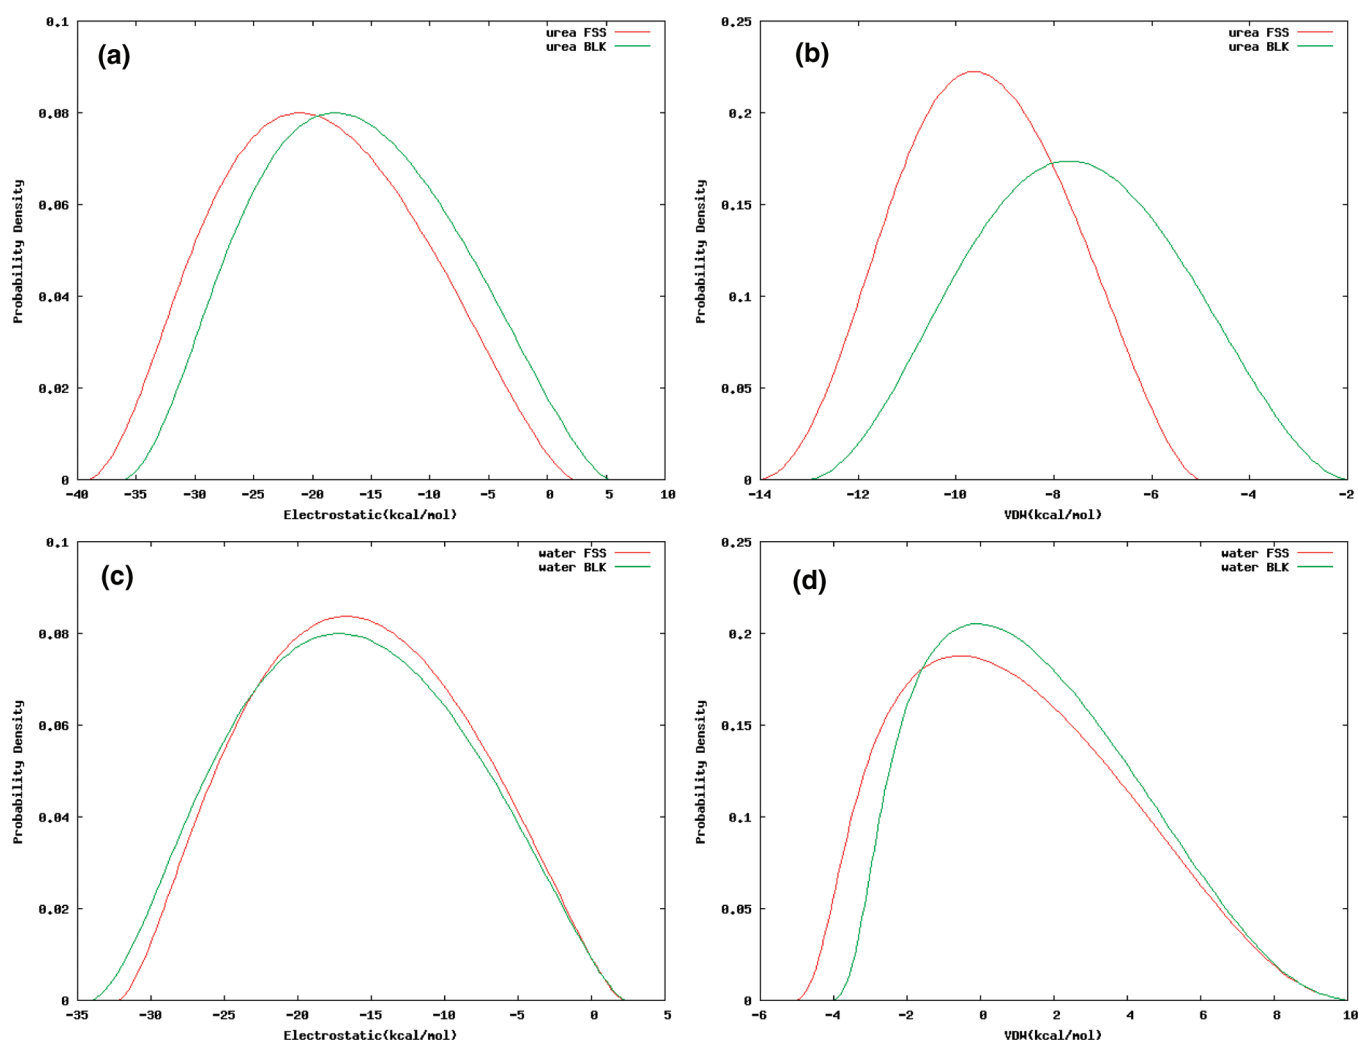 (a)
urea FSS
urea BLK
0.1
0.08
0.06
0.04
0.02
0
Probability Density
-40 -35 -30 -25 -20 -15 -10 -5 0 5 10
Electrostatic(kcal/mol)
(b)
urea FSS
urea BLK
0.25
0.2
0.15
0.1
0.05
0
Probability Density
-14 -12 -10 -8 -6 -4 -2
VDW(kcal/mol)
(c)
water FSS
water BLK
0.1
0.08
0.06
0.04
0.02
0
Probability Density
-35 -30 -25 -20 -15 -10 -5 0 5
Electrostatic(kcal/mol)
(d)
water FSS
water BLK
0.25
0.2
0.15
0.1
0.05
0
Probability Density
-6 -4 -2 0 2 4 6 8 10
VDW(kcal/mol)